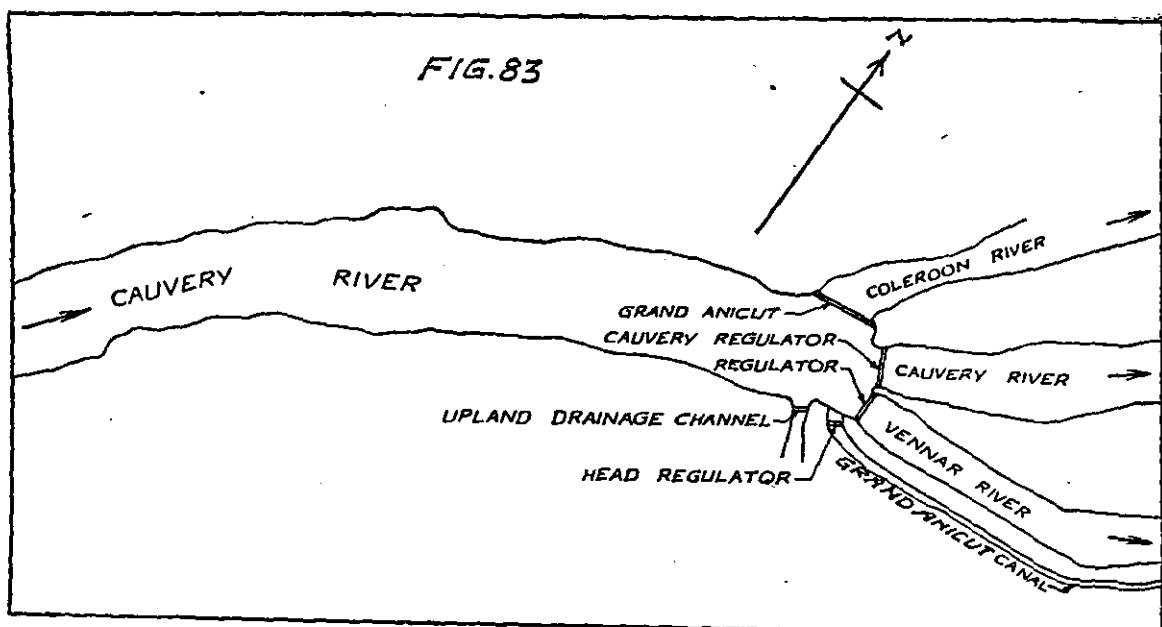 FIG.83
N
CAUVERY RIVER
COLEROON RIVER
GRAND ANICUT
CAUVERY REGULATOR
REGULATOR
CAUVERY RIVER
UPLAND DRAINAGE CHANNEL
VENNAR RIVER
HEAD REGULATOR
GRAND ANICUT CANAL